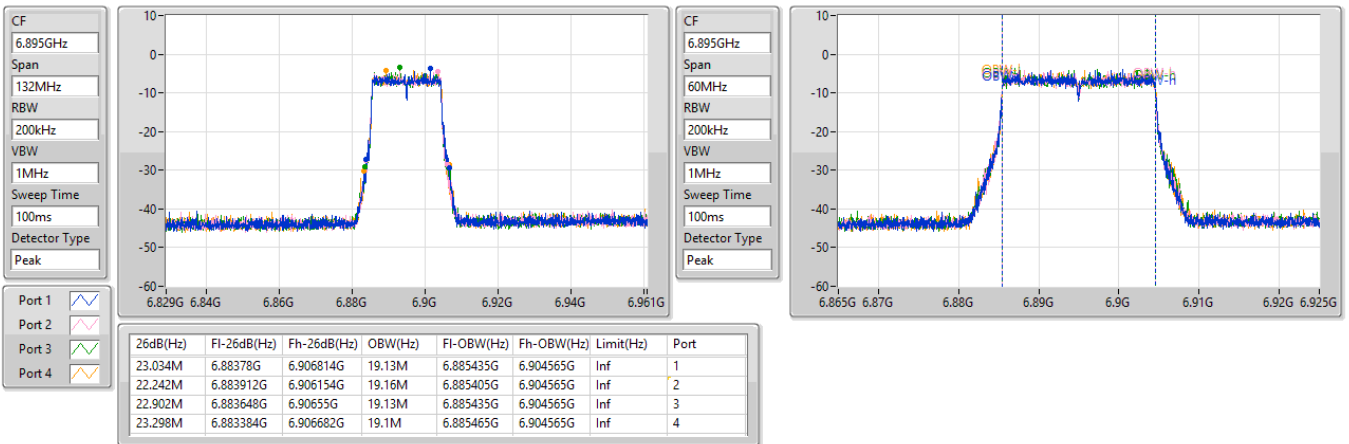 CF
6.895GHz
Span
132MHz
RBW
200kHz
VBW
1MHz
Sweep Time
100ms
Detector Type
Peak
10
0
-10
-20
-30
-40
-50
-60
6.829G 6.84G 6.86G 6.88G 6.9G 6.92G 6.94G 6.961G
CF
6.895GHz
Span
60MHz
RBW
200kHz
VBW
1MHz
Sweep Time
100ms
Detector Type
Peak
10
0
-10
-20
-30
-40
-50
-60
6.865G 6.87G 6.88G 6.89G 6.9G 6.91G 6.92G 6.925G
Port 1
Port 2
Port 3
Port 4
26dB(Hz) Fl-26dB(Hz) Fh-26dB(Hz) OBW(Hz) Fl-OBW(Hz) Fh-OBW(Hz) Limit(Hz) Port
23.034M 6.88378G 6.906814G 19.13M 6.885435G 6.904565G Inf 1
22.242M 6.883912G 6.906154G 19.16M 6.885405G 6.904565G Inf 2
22.902M 6.883648G 6.90655G 19.13M 6.885435G 6.904565G Inf 3
23.298M 6.883384G 6.906682G 19.1M 6.885465G 6.904565G Inf 4